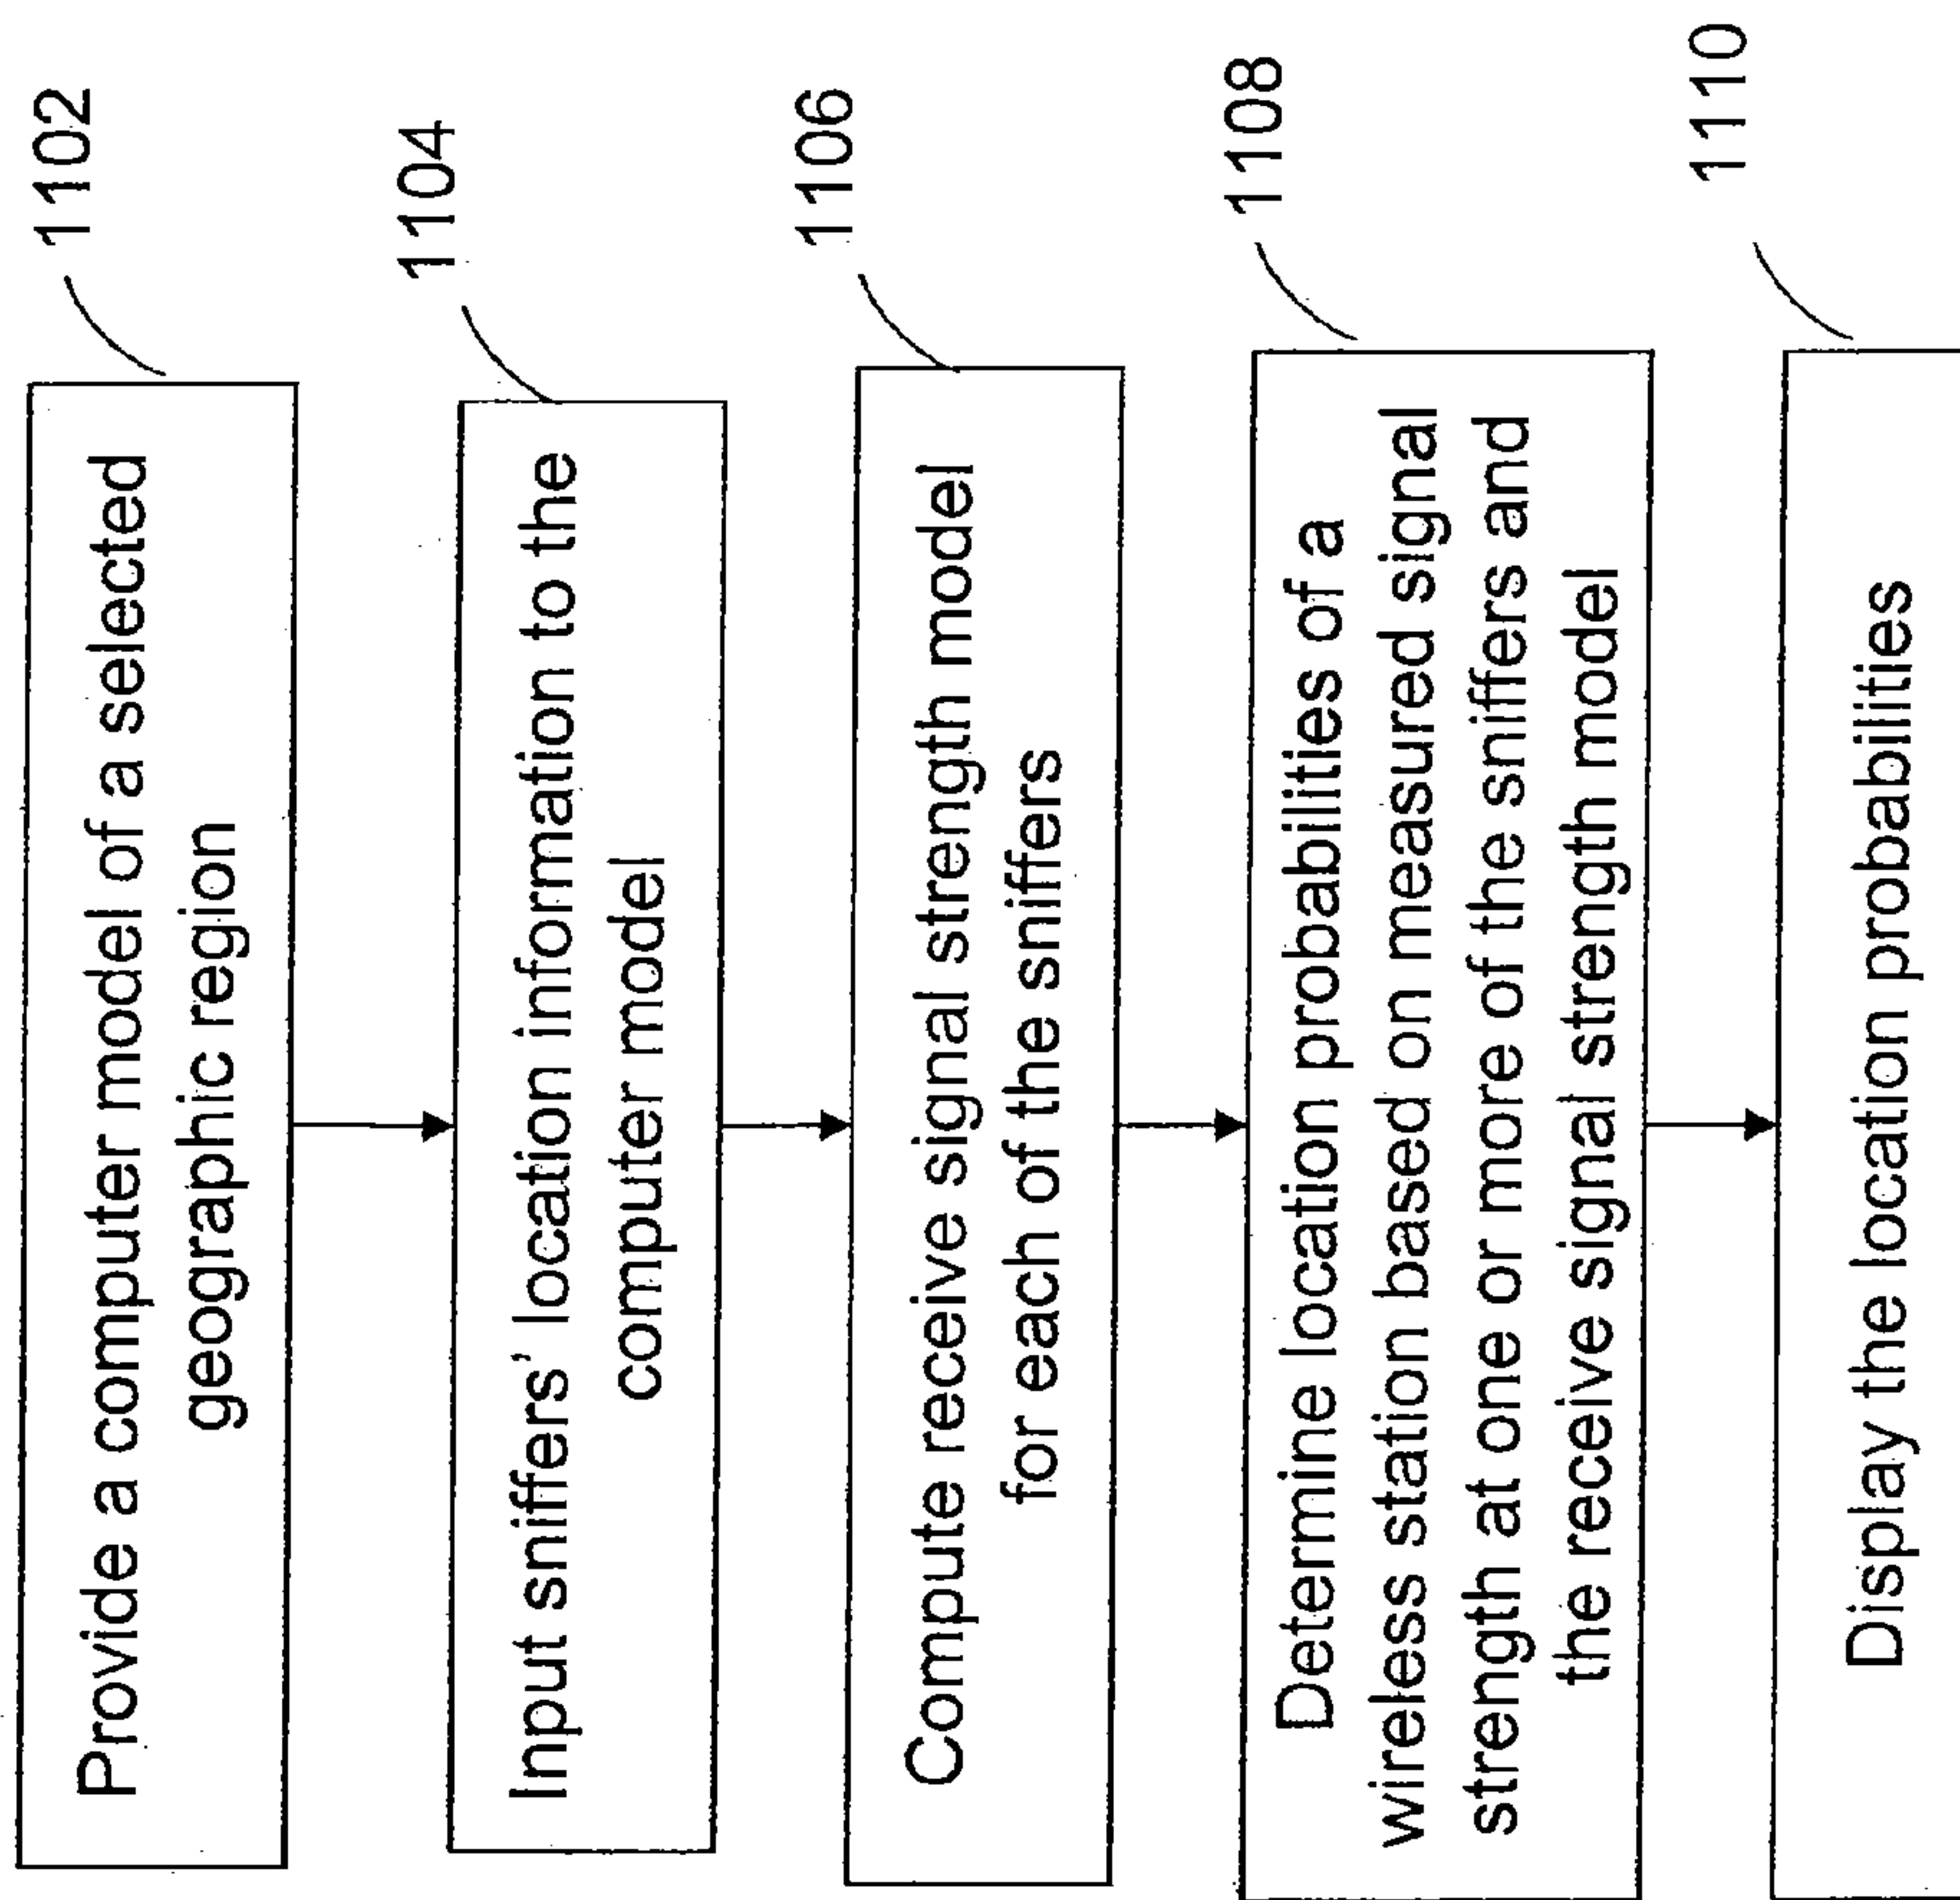 1102
Provide a computer model of a selected
geographic region
1104
Input sniffers' location information to the
computer model
1106
Compute receive signal strength model
for each of the sniffers
1108
Determine location probabilities of a
wireless station based on measured signal
strength at one or more of the sniffers and
the receive signal strength model
1110
Display the location probabilities